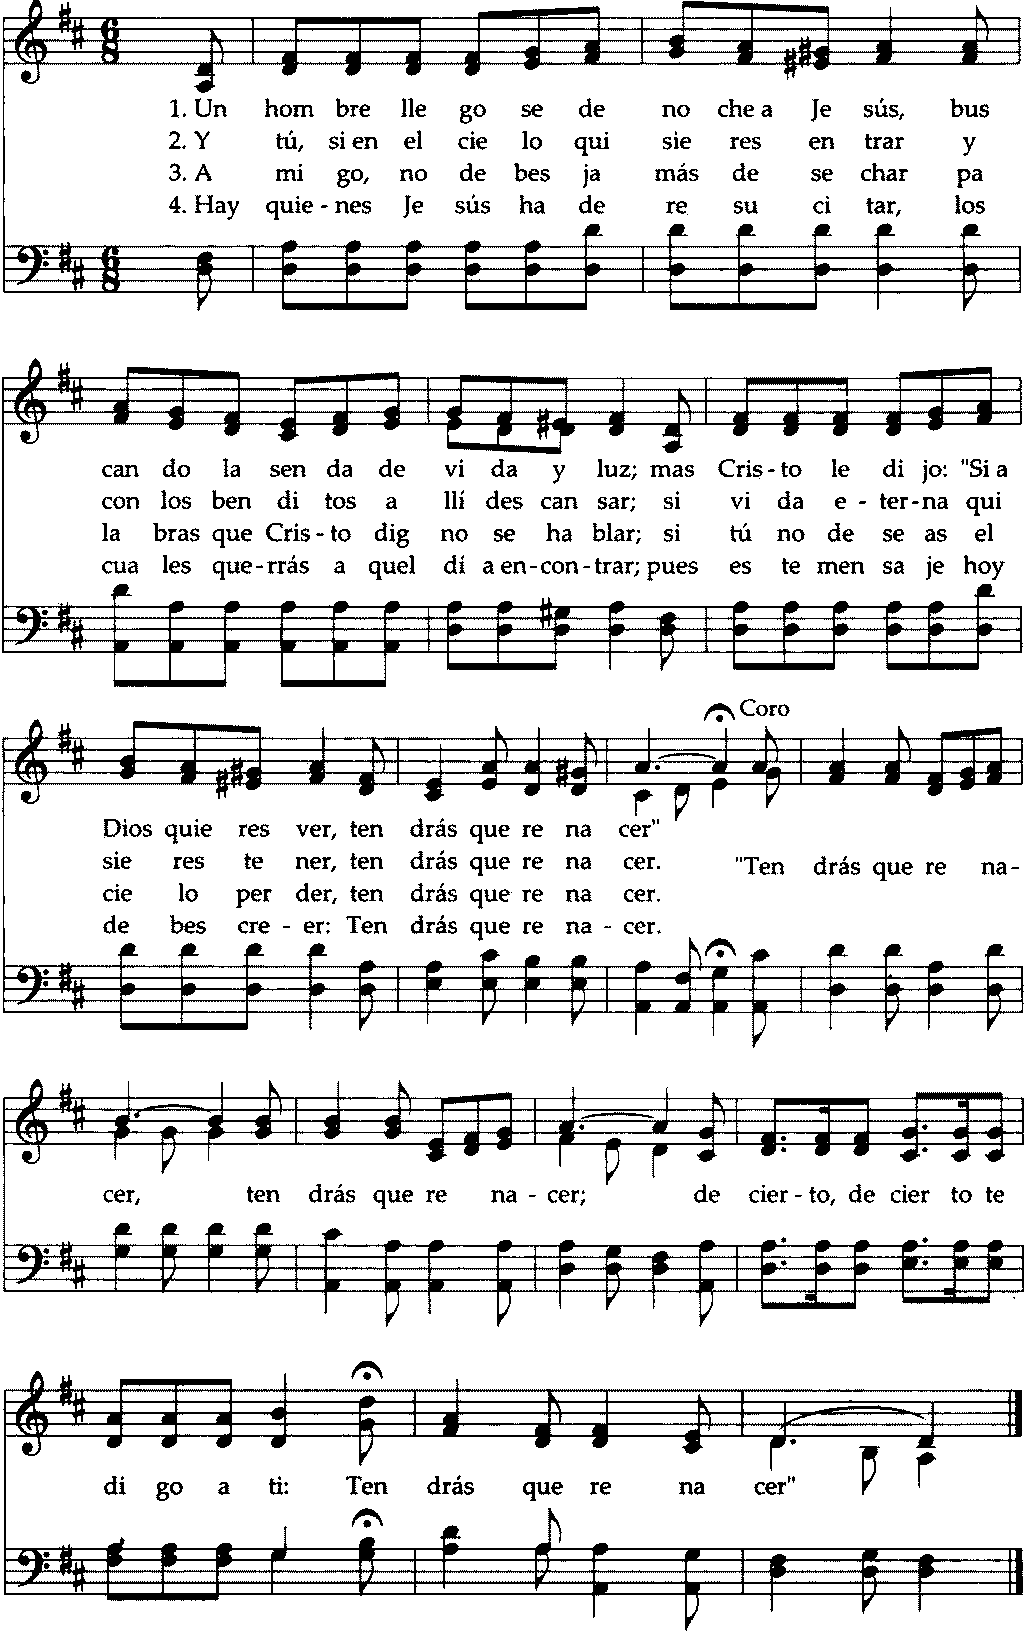 1. Un hom bre lle go se de no che a Je sús, bus
2. Y tú, si en el cie lo qui sie res en trar y
3. A mi go, no de bes ja más de se char pa
4. Hay quie - nes Je sús ha de re su ci tar, los
can do la sen da de vi da y luz; mas Cris - to le di jo: "Si a
con los ben di tos a llí des can sar; si vi da e - ter - na qui
la bras que Cris - to dig no se ha blar; si tú no de se as el
cua les que - rrás a quel dí a en - con - trar; pues es te men sa je hoy
Coro
Dios quie res ver, ten drás que re na cer"
sie res te ner, ten drás que re na cer.
"Ten drás que re na -
cie lo per der, ten drás que re na cer.
de bes cre - er: Ten drás que re na - cer.
cer, ten drás que re na - cer; de cier - to, de cier to te
di go a ti: Ten drás que re na cer"